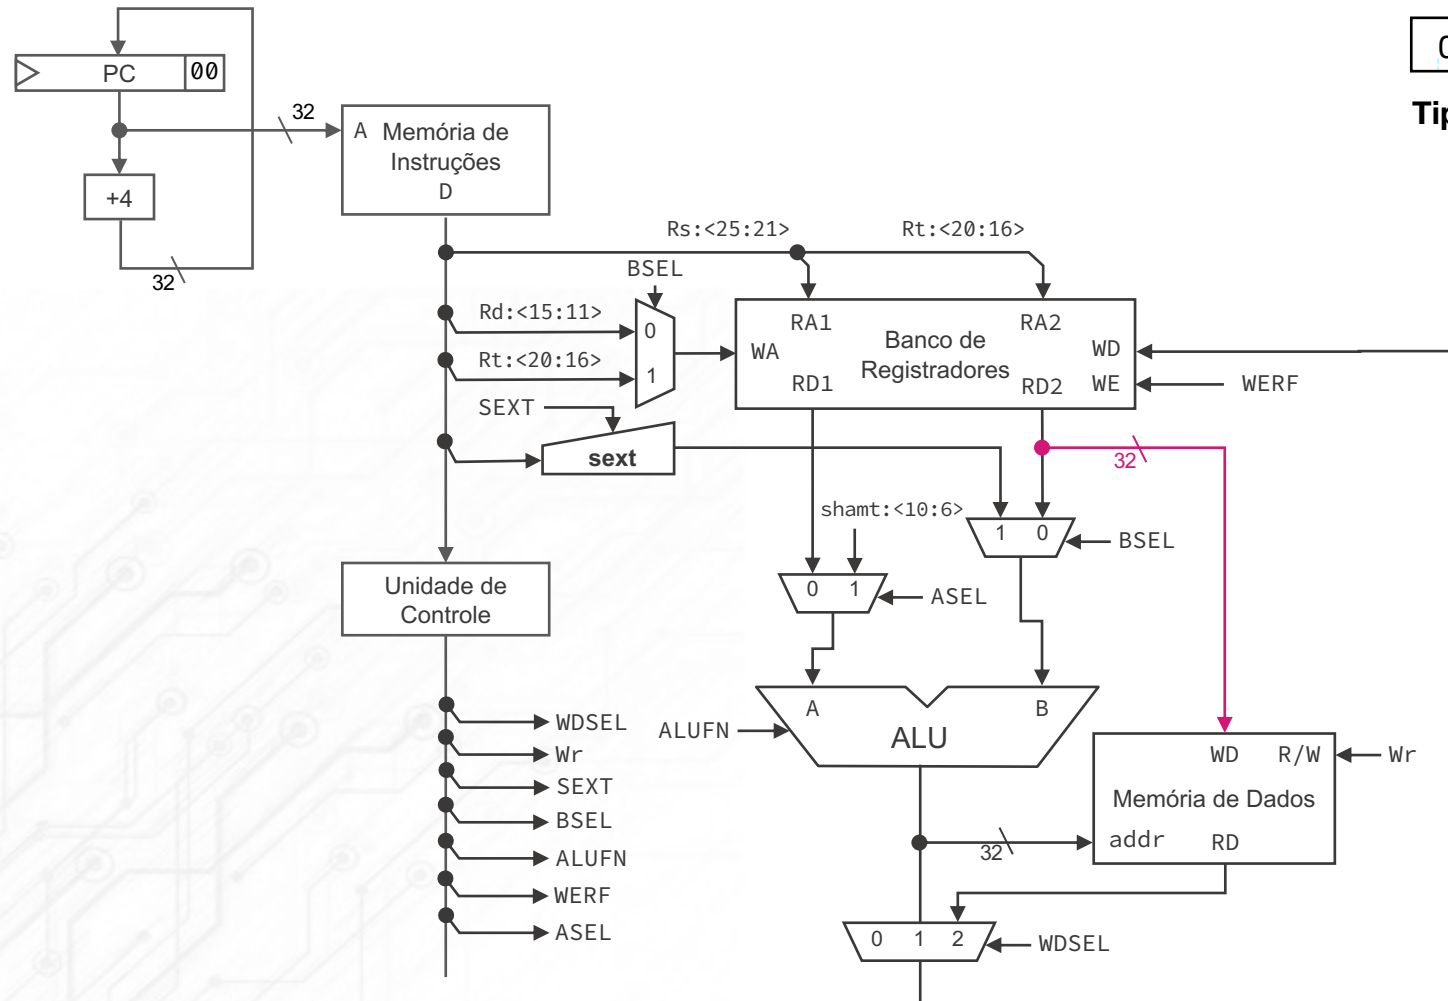 PC
00
32
A
Memória de
Instruções
D
+4
32
Tip
Rs:<25:21>
Rt:<20:16>
BSEL
Rd:<15:11>
0
Rt:<20:16>
1
RA1
RA2
WA
Banco de
Registradores
WD
RD1
RD2
WE
WERF
SEXT
sext
32
shamt:<10:6>
1 0
BSEL
0 1
ASEL
Unidade de
Controle
A
B
ALUFN
ALU
WDSEL
Wr
SEXT
BSEL
ALUFN
WERF
ASEL
WD
R/W
Wr
Memória de Dados
addr
RD
32
0 1 2
WDSEL